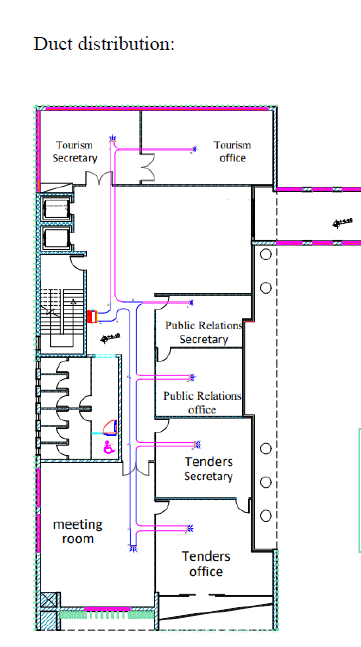 Duct distribution:
Tourism
Secretary
Tourism
office
Public Relations
Secretary
Public Relations
office
Tenders
Secretary
meeting
room
Tenders
office